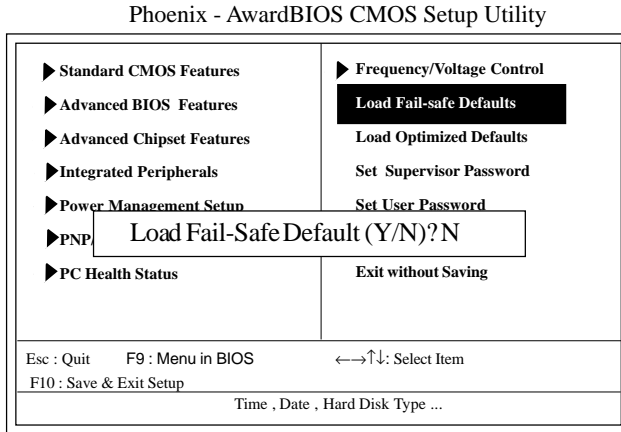 Phoenix - AwardBIOS CMOS Setup Utility
Standard CMOS Features
Advanced BIOS Features
Advanced Chipset Features
Integrated Peripherals
Power Management Setup
PNP/
PC Health Status
Frequency/Voltage Control
Load Fail-safe Defaults
Load Optimized Defaults
Set Supervisor Password
Set User Password
Exit without Saving
Load Fail-Safe Default (Y/N)? N
Esc : Quit F9 : Menu in BIOS ←→↑↓: Select Item
F10 : Save & Exit Setup
Time , Date , Hard Disk Type ...